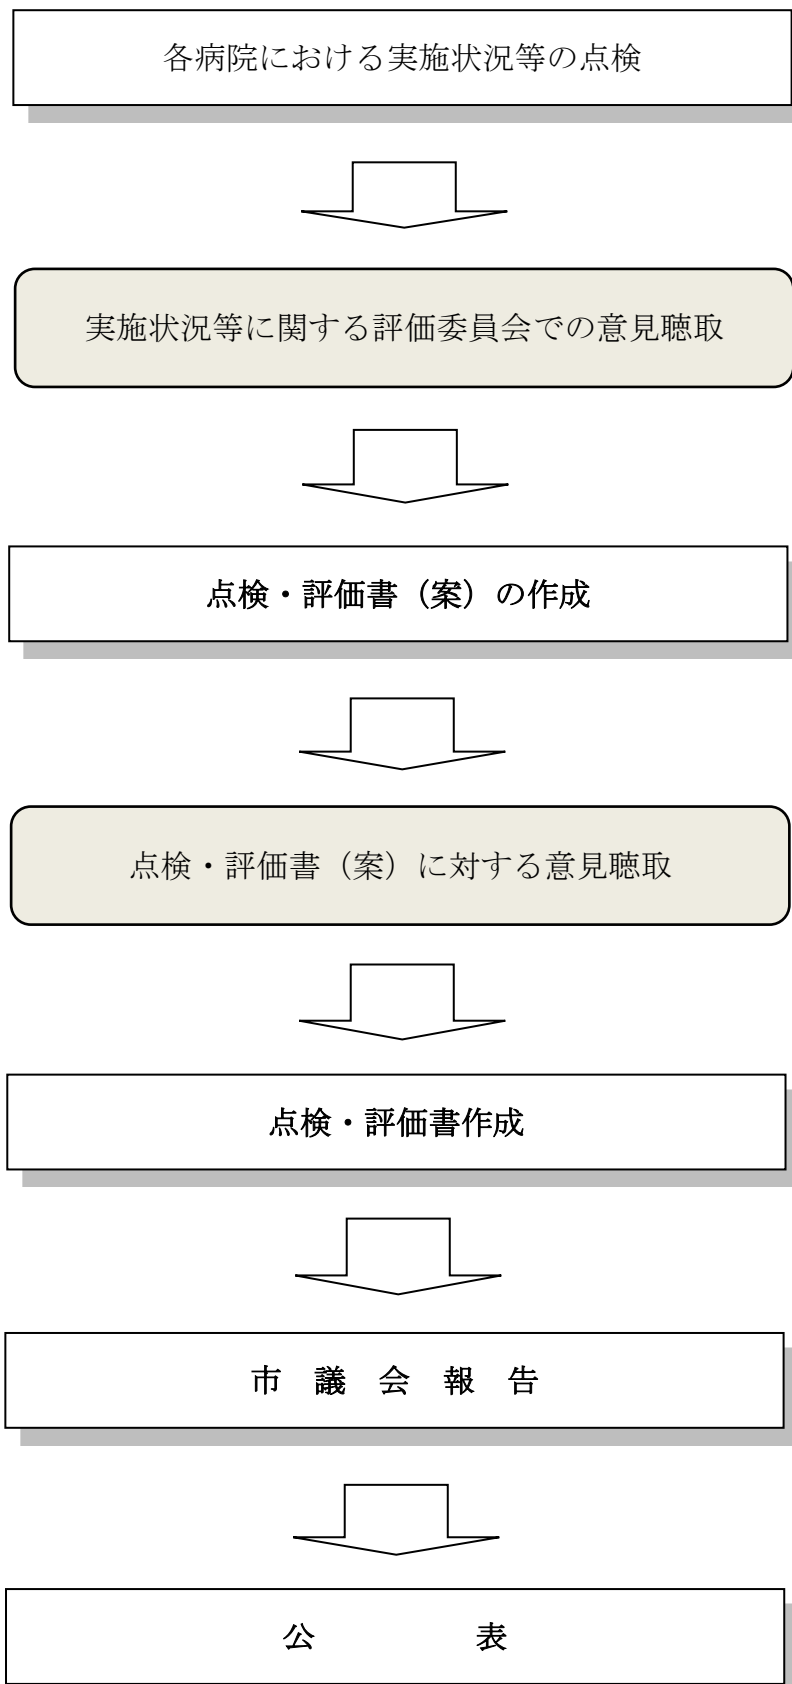 各病院における実施状況等の点検
実施状況等に関する評価委員会での意見聴取
点検・評価書（案）の作成
点検・評価書（案）に対する意見聴取
点検・評価書作成
市　議　会　報　告
公　　　　　表